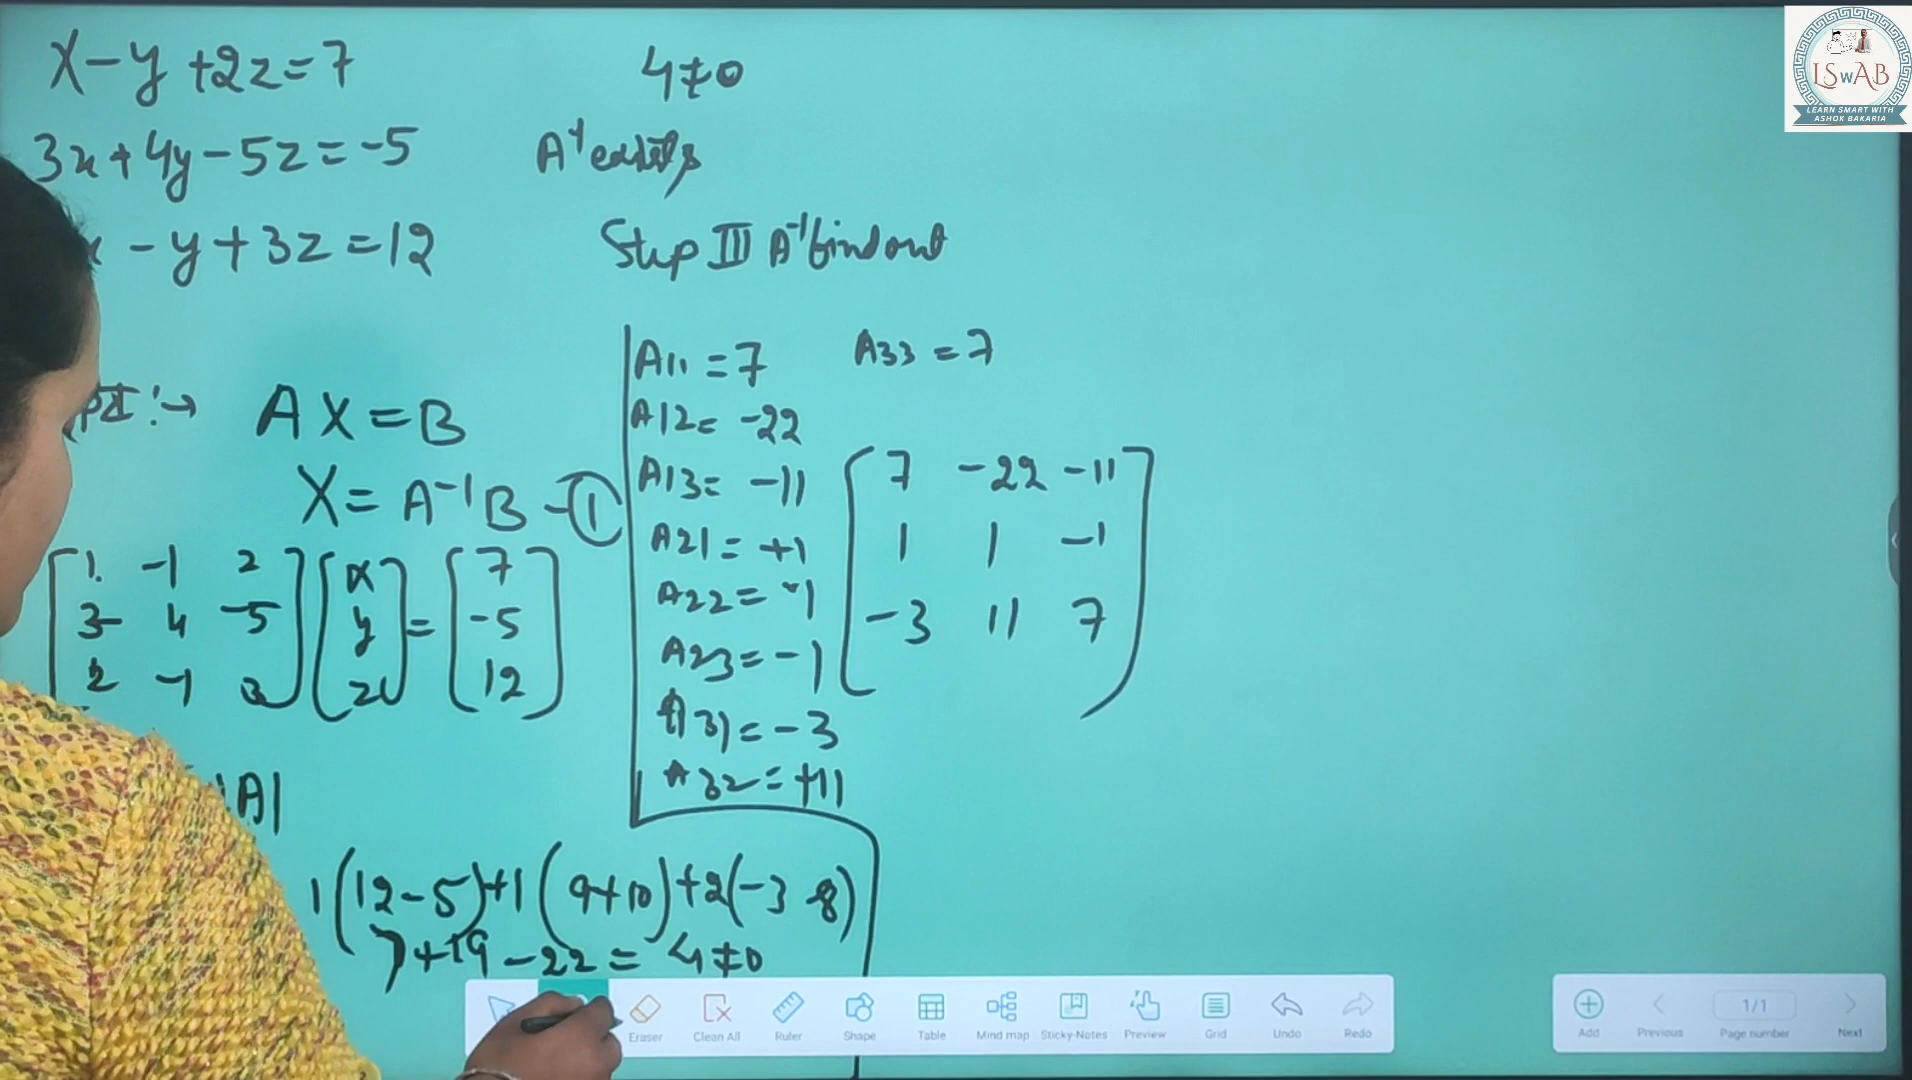 x-y+2z=7
3x+4y-5z=-5
x-y+3z=12
AX=B
X=A⁻¹B-①
1 -1 2
3 4 -5
2 -1 3
x
y
z
=
7
-5
12
|A|
1(12-5)+1(9+10)+2(-3-8)
7+19-22=4≠0
4≠0
A⁻¹ exists
Step III A⁻¹ find out
A11=7
A12=-22
A13=-11
A21=+1
A22=-1
A23=-1
A31=-3
A32=+11
A33=7
7 -22 -11
1 1 -1
-3 11 7
LSwAB
LEARN SMART WITH
ASHOK BAKARIA
Eraser
Clean All
Ruler
Shape
Table
Mind map
Sticky-Notes
Preview
Grid
Undo
Redo
Add
Previous
1/1
Page number
Next